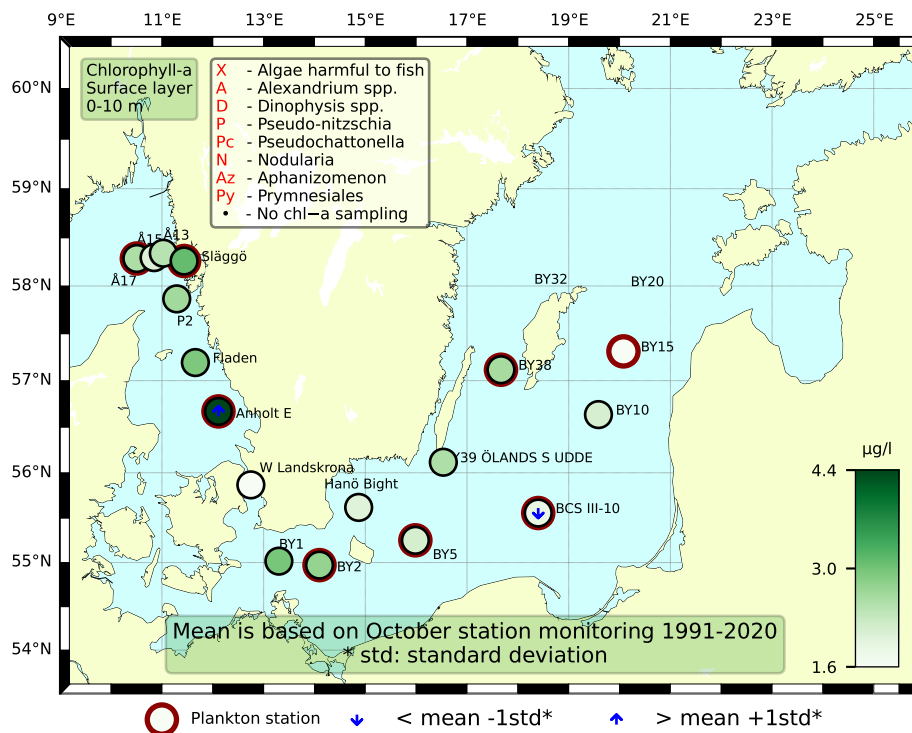 9°E 11°E 13°E 15°E 17°E 19°E 21°E 23°E 25°E
60°N
59°N
58°N
57°N
56°N
55°N
54°N
Chlorophyll-a
Surface layer
0-10 m
X - Algae harmful to fish
A - Alexandrium spp.
D - Dinophysis spp.
P - Pseudo-nitzschia
Pc - Pseudochattonella
N - Nodularia
Az - Aphanizomenon
Py - Prymnesiales
• - No chl−a sampling
Å15
Å13
Släggö
Å17
P2
Fladen
Anholt E
W Landskrona
Hanö Bight
BY1
BY2
BY5
BY32
BY20
BY15
BY38
BY10
Y39 ÖLANDS S UDDE
BCS III-10
µg/l
4.4
3.0
1.6
Mean is based on October station monitoring 1991-2020
* std: standard deviation
Plankton station
< mean -1std*
> mean +1std*